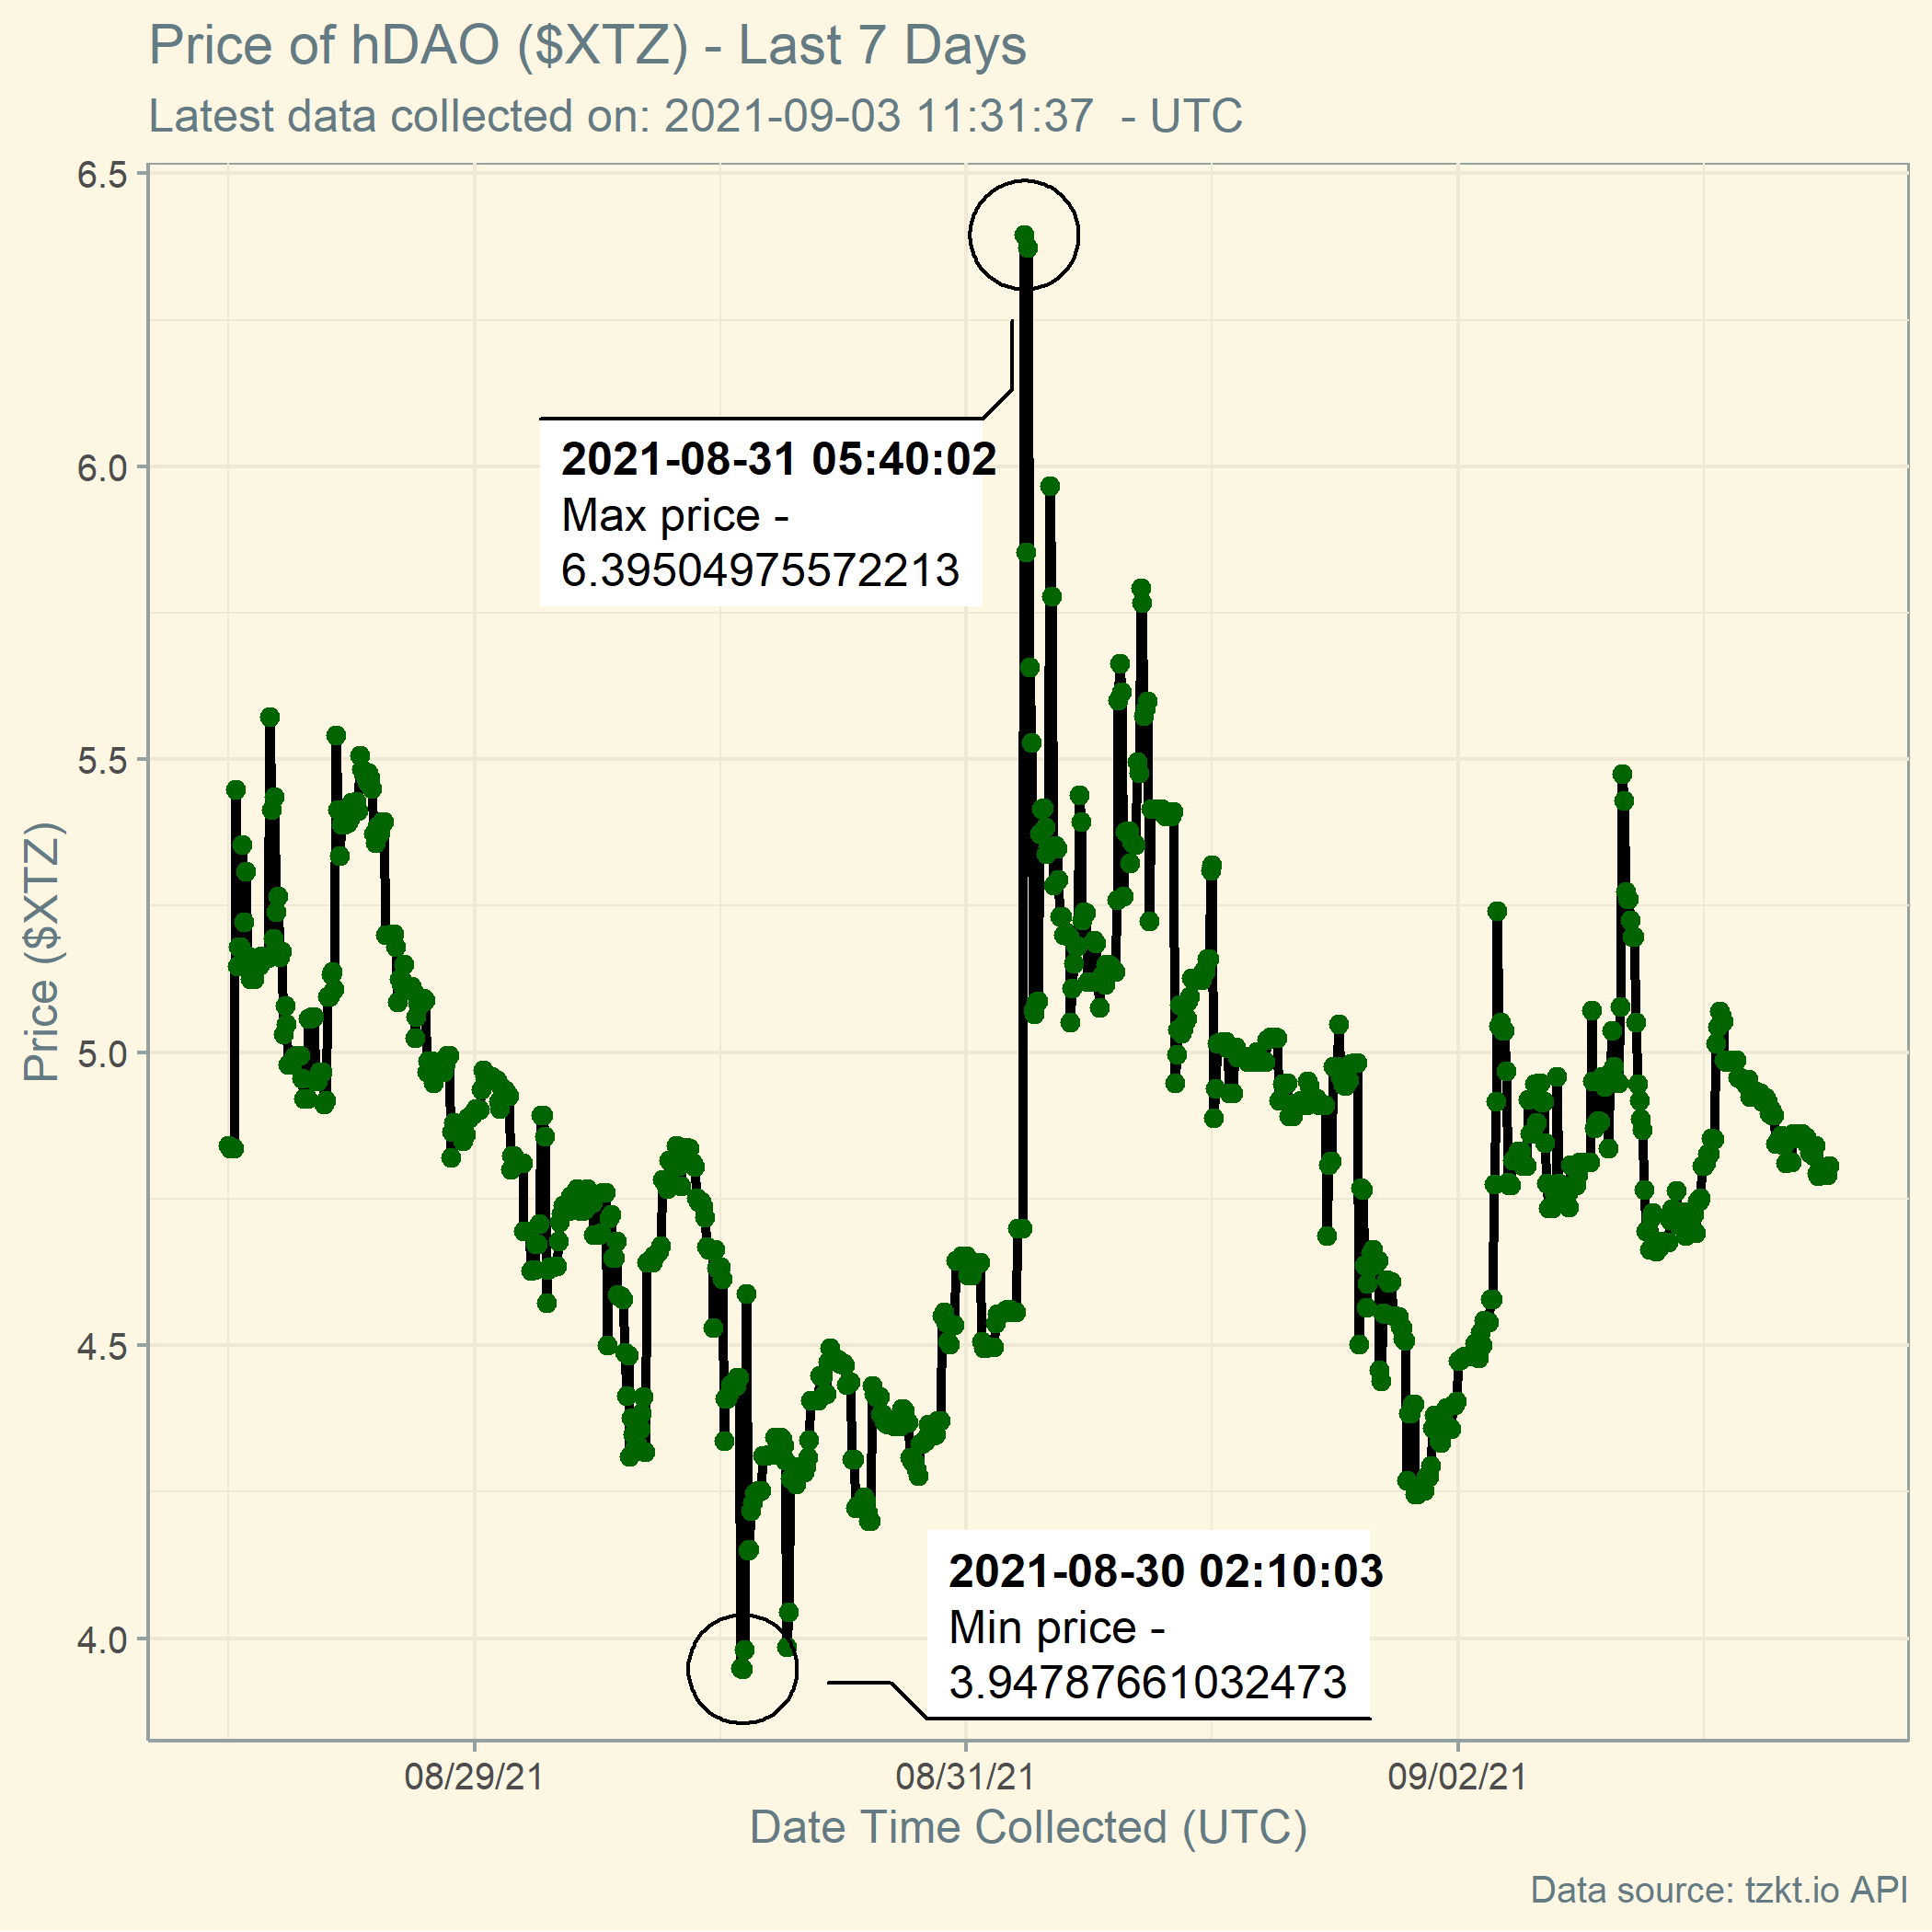 Price of hDAO ($XTZ) - Last 7 Days
Latest data collected on: 2021-09-03 11:31:37  - UTC
Price ($XTZ)
6.5
6.0
5.5
5.0
4.5
4.0
2021-08-31 05:40:02
Max price -
6.39504975572213
2021-08-30 02:10:03
Min price -
3.94787661032473
08/29/21
08/31/21
09/02/21
Date Time Collected (UTC)
Data source: tzkt.io API